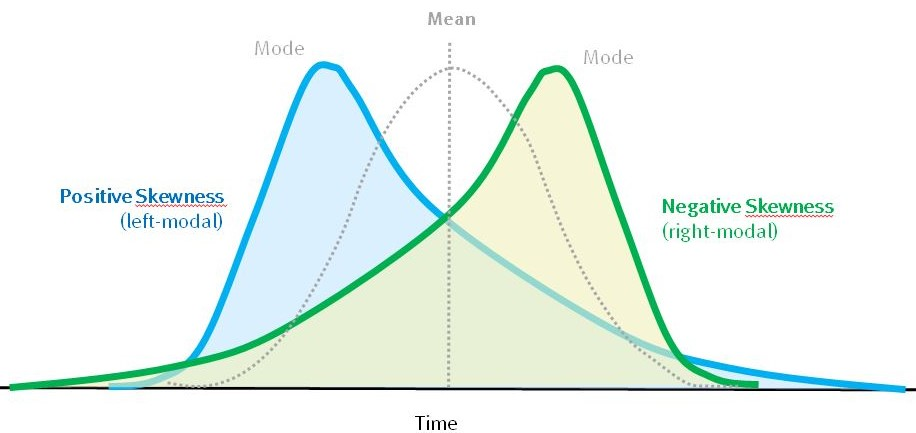 Mean
Mode
Mode
Positive Skewness
(left-modal)
Negative Skewness
(right-modal)
Time